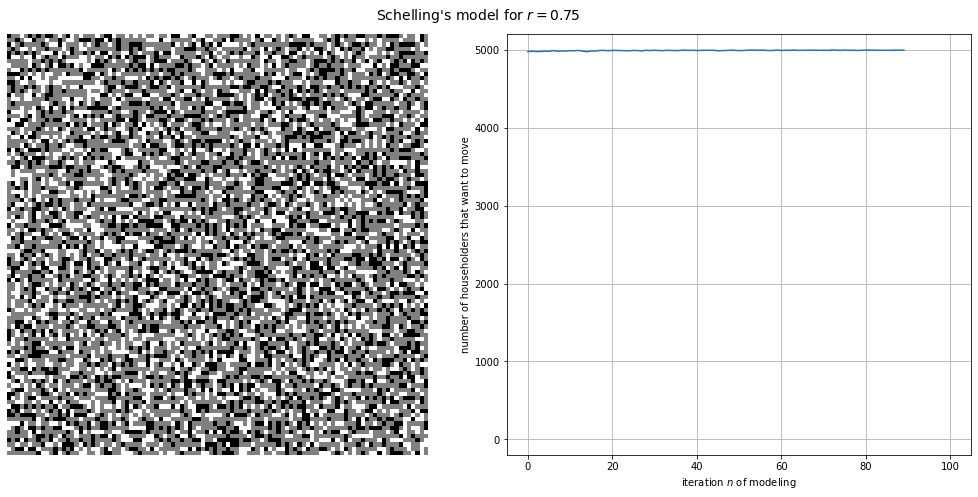 Schelling's model for r = 0.75
number of householders that want to move
5000
4000
3000
2000
1000
0
0 20 40 60 80 100
iteration n of modeling